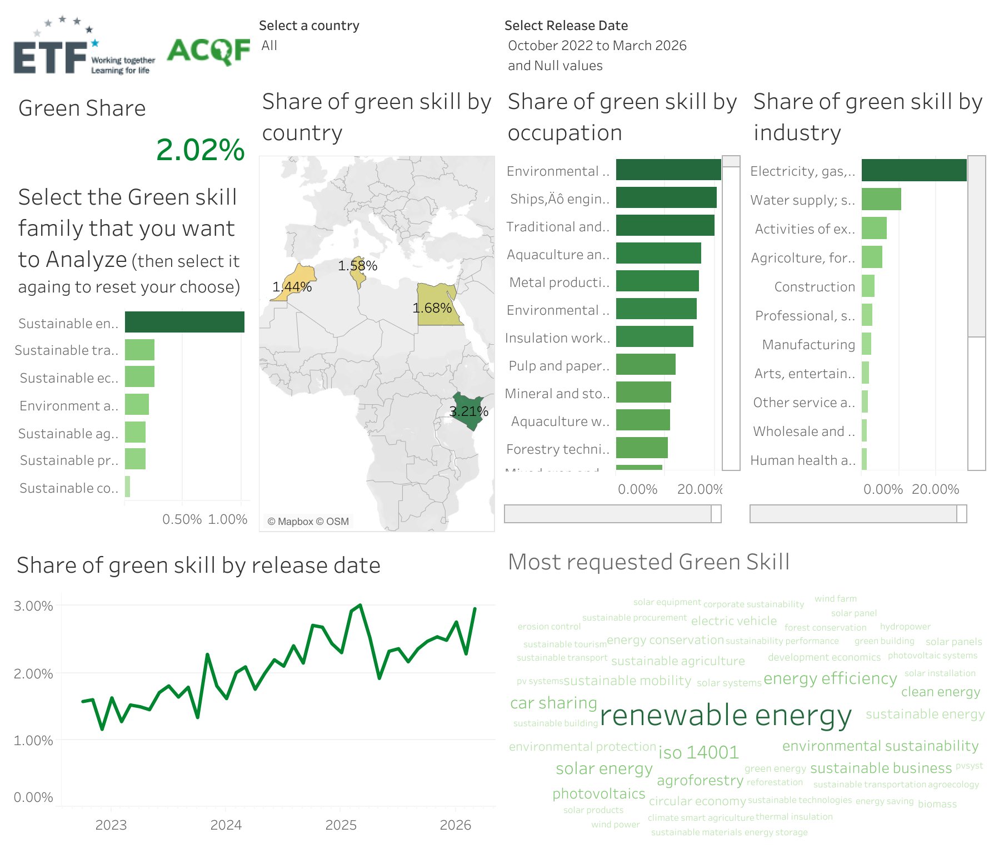 ETF
Working together
Learning for life
ACQF
Select a country
All
Select Release Date
October 2022 to March 2026
and Null values
Green Share
2.02%
Select the Green skill
family that you want
to Analyze (then select it
againg to reset your choose)
Sustainable en..
Sustainable tra..
Sustainable ec..
Environment a..
Sustainable ag..
Sustainable pr..
Sustainable co..
0.50% 1.00%
Share of green skill by
country
1.58%
1.44%
1.68%
3.21%
© Mapbox © OSM
Share of green skill by
occupation
Environmental ..
Ships‚Äô engin..
Traditional and..
Aquaculture an..
Metal producti..
Environmental ..
Insulation work..
Pulp and paper..
Mineral and sto..
Aquaculture w..
Forestry techni..
Mixed crop and..
0.00% 20.00%
Share of green skill by
industry
Electricity, gas,..
Water supply; s..
Activities of ex..
Agricolture, for..
Construction
Professional, s..
Manufacturing
Arts, entertain..
Other service a..
Wholesale and ..
Human health a..
0.00% 20.00%
Share of green skill by release date
3.00%
2.00%
1.00%
0.00%
2023 2024 2025 2026
Most requested Green Skill
solar equipment corporate sustainability wind farm
solar panel
sustainable procurement electric vehicle
erosion control forest conservation hydropower
sustainable tourism energy conservation sustainability performance green building solar panels
sustainable transport sustainable agriculture development economics photovoltaic systems
pv systems sustainable mobility solar systems energy efficiency solar installation
clean energy
car sharing renewable energy sustainable energy
sustainable building
environmental protection iso 14001 environmental sustainability
solar energy green energy sustainable business pvsyst
agroforestry reforestation sustainable transportation agroecology
photovoltaics circular economy sustainable technologies energy saving biomass
solar products
climate smart agriculture thermal insulation
wind power
sustainable materials energy storage